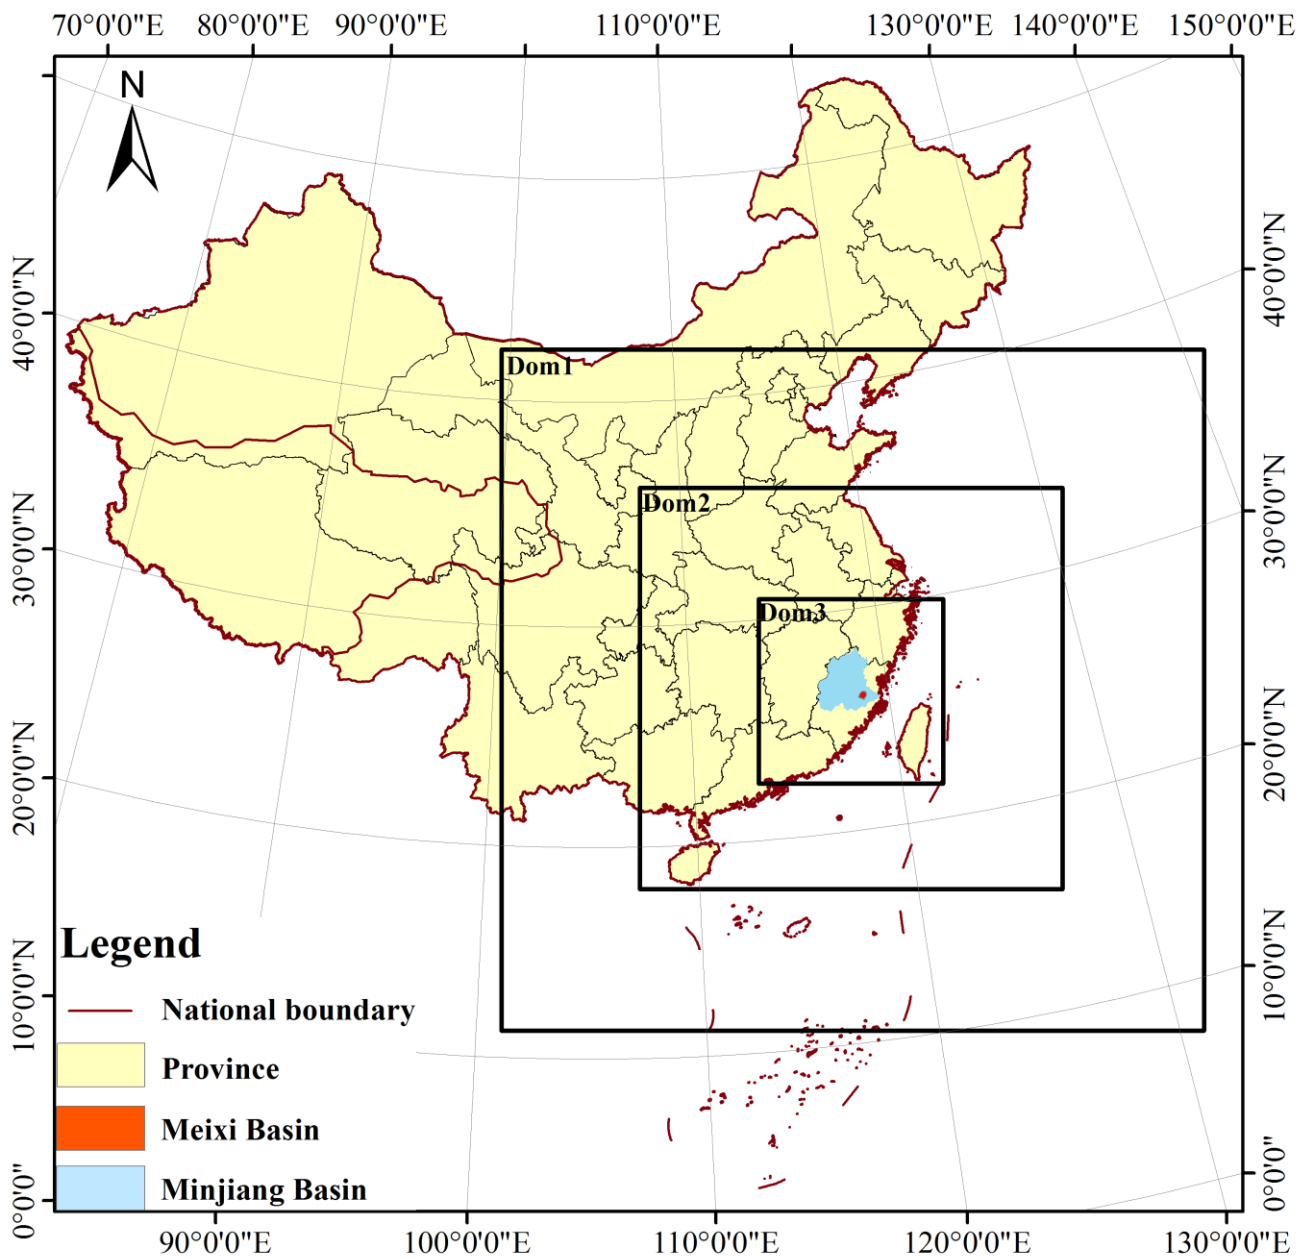 70°0'0"E 80°0'0"E 90°0'0"E 110°0'0"E 130°0'0"E 140°0'0"E 150°0'0"E
N
40°0'0"N
30°0'0"N
20°0'0"N
10°0'0"N
0°0'0"
Dom1
Dom2
Dom3
40°0'0"N
30°0'0"N
20°0'0"N
10°0'0"N
0°0'0"
Legend
National boundary
Province
Meixi Basin
Minjiang Basin
90°0'0"E 100°0'0"E 110°0'0"E 120°0'0"E 130°0'0"E